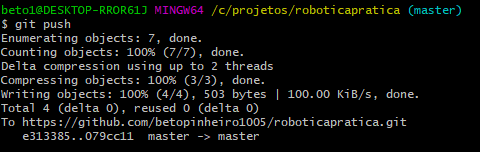 beto1@DESKTOP-RROR61J MINGW64 /c/projetos/roboticapratica (master)
$ git push
Enumerating objects: 7, done.
Counting objects: 100% (7/7), done.
Delta compression using up to 2 threads
Compressing objects: 100% (3/3), done.
Writing objects: 100% (4/4), 503 bytes | 100.00 KiB/s, done.
Total 4 (delta 0), reused 0 (delta 0)
To https://github.com/betopinheiro1005/roboticapratica.git
   e313385..079cc11  master -> master